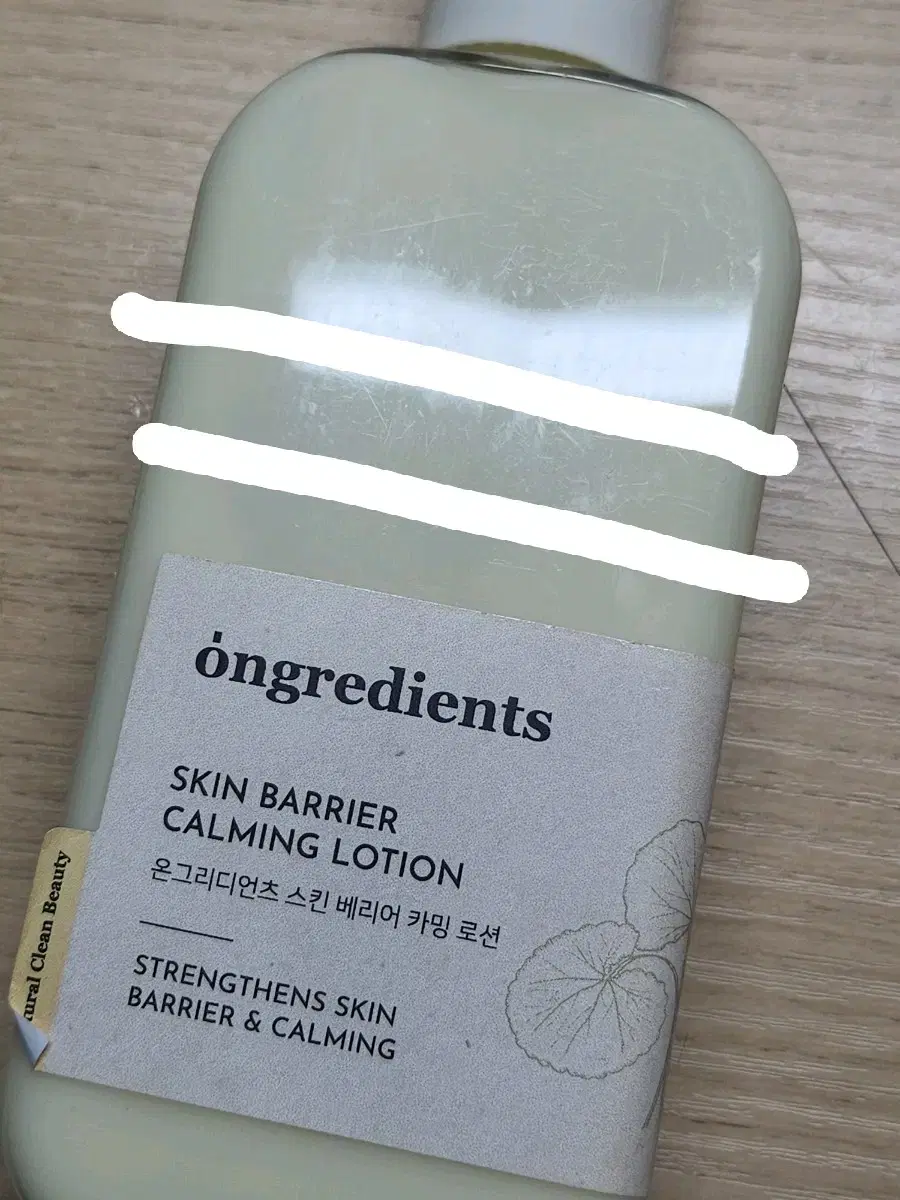 ongredients
SKIN BARRIER
CALMING LOTION
온그리디언츠 스킨 베리어 카밍 로션
STRENGTHENS SKIN
BARRIER & CALMING
Clean Beauty